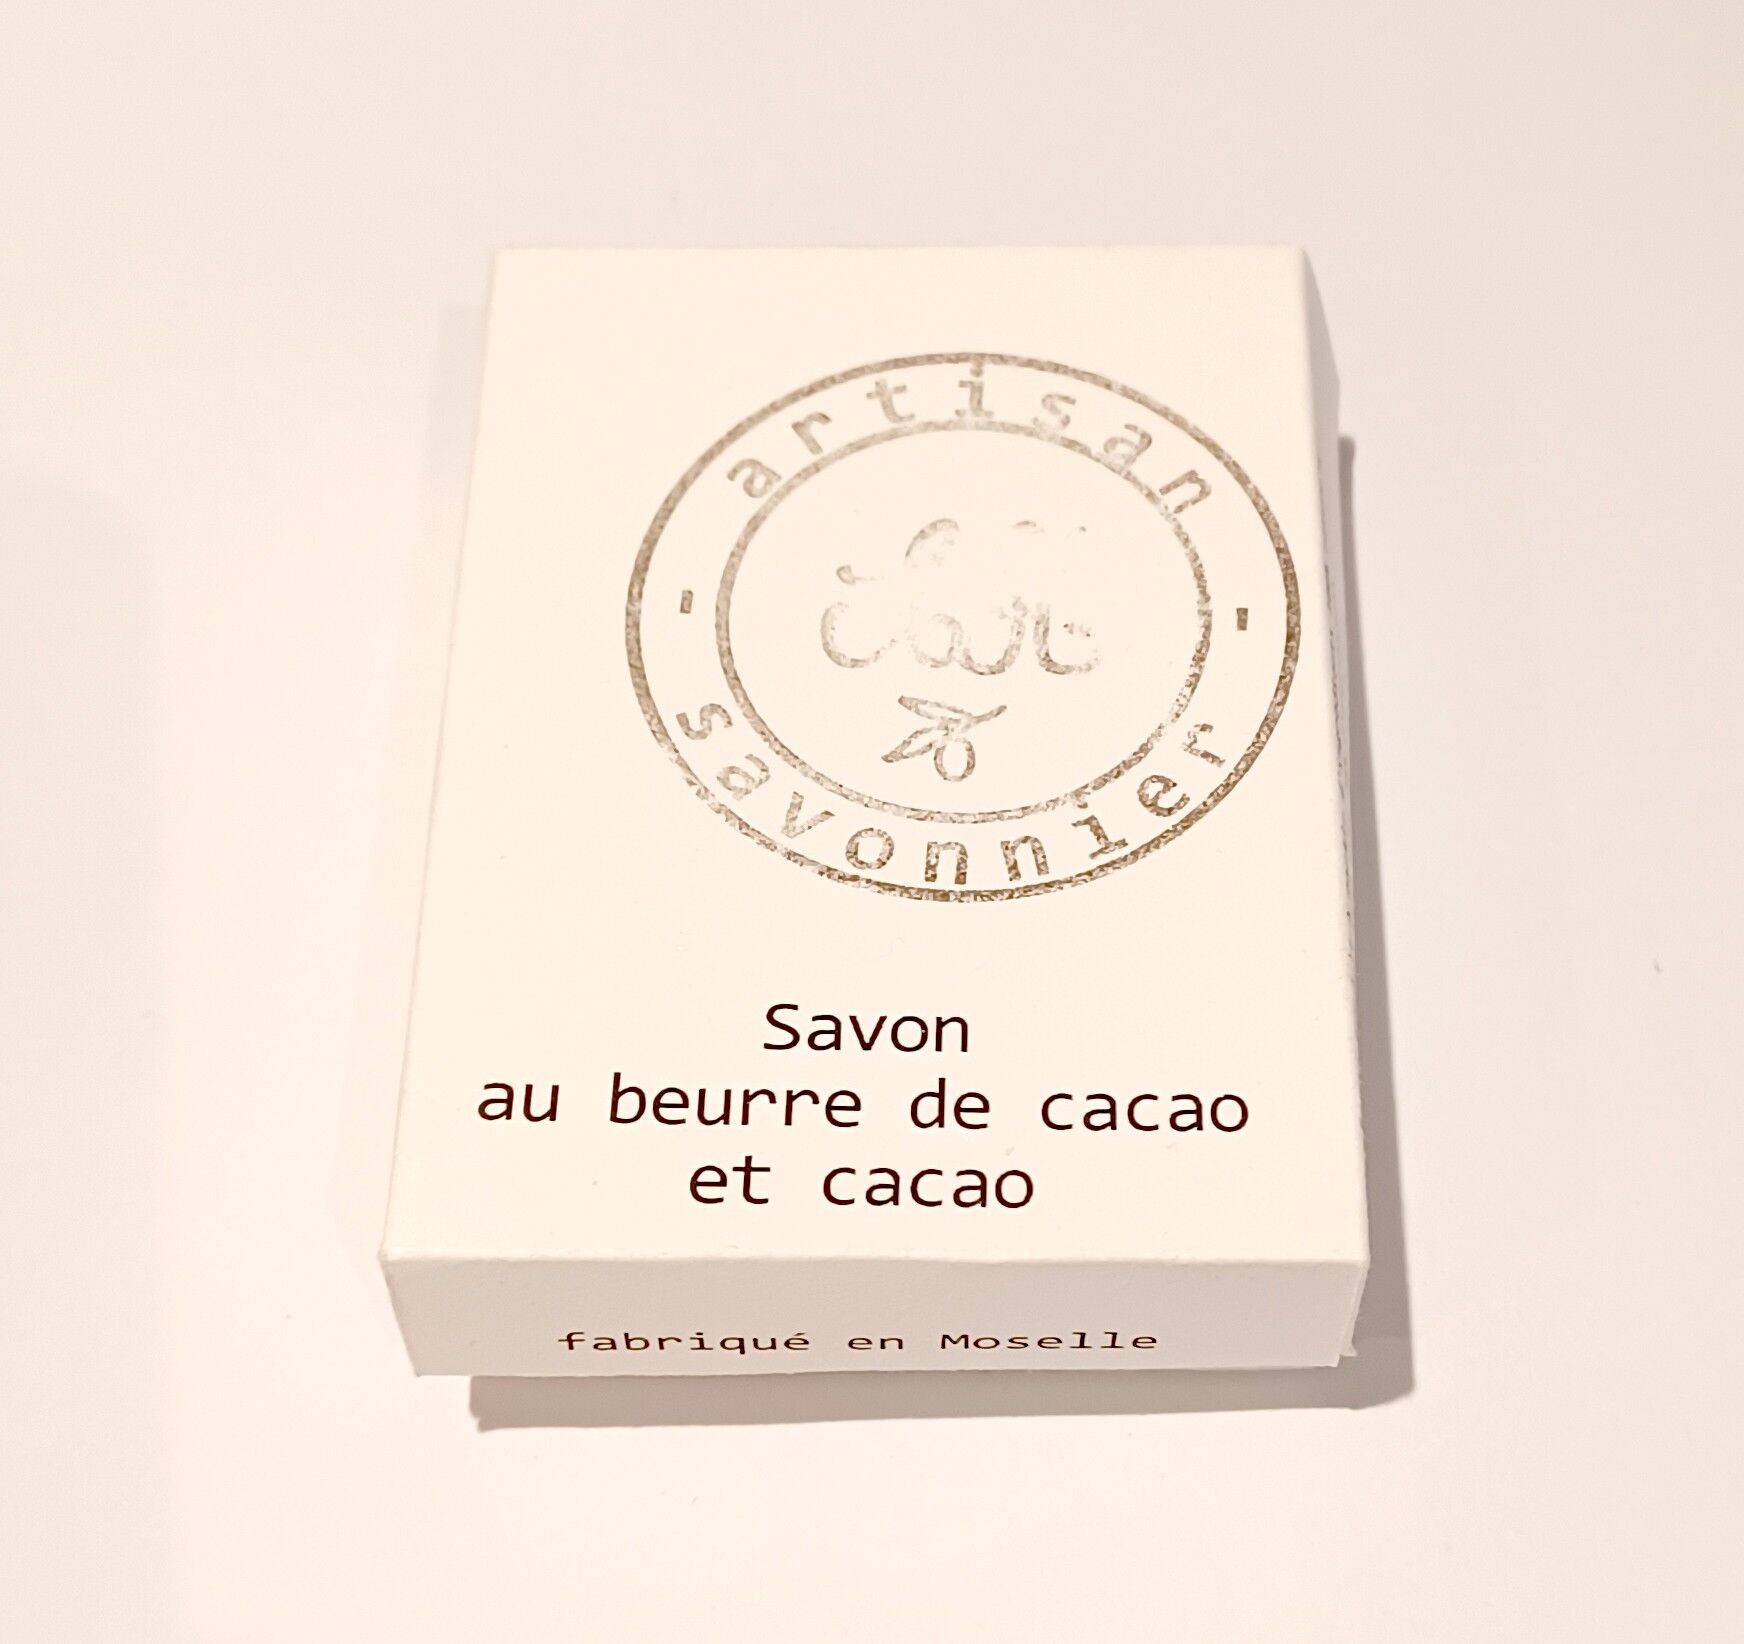 - artisan -
savonnier
Savon
au beurre de cacao
et cacao
fabriqué en Moselle